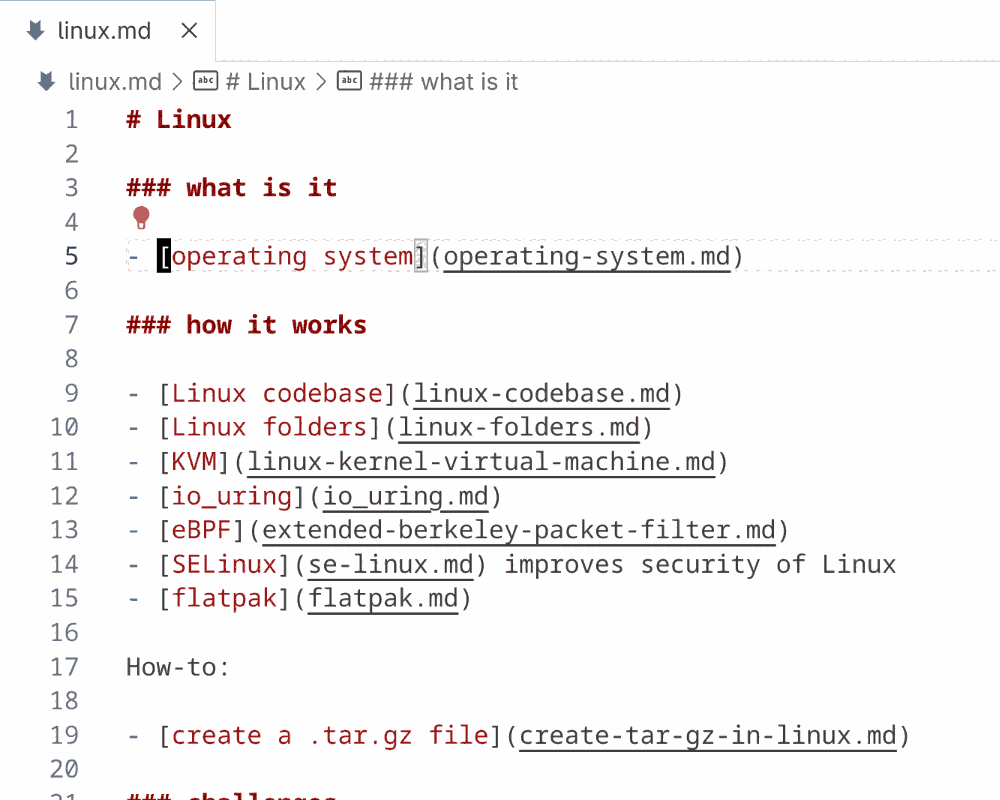 linux.md
linux.md > # Linux > ### what is it
1 # Linux
2
3 ### what is it
4
5 - [operating system](operating-system.md)
6
7 ### how it works
8
9 - [Linux codebase](linux-codebase.md)
10 - [Linux folders](linux-folders.md)
11 - [KVM](linux-kernel-virtual-machine.md)
12 - [io_uring](io_uring.md)
13 - [eBPF](extended-berkeley-packet-filter.md)
14 - [SELinux](se-linux.md) improves security of Linux
15 - [flatpak](flatpak.md)
16
17 How-to:
18
19 - [create a .tar.gz file](create-tar-gz-in-linux.md)
20
21 ### challenges